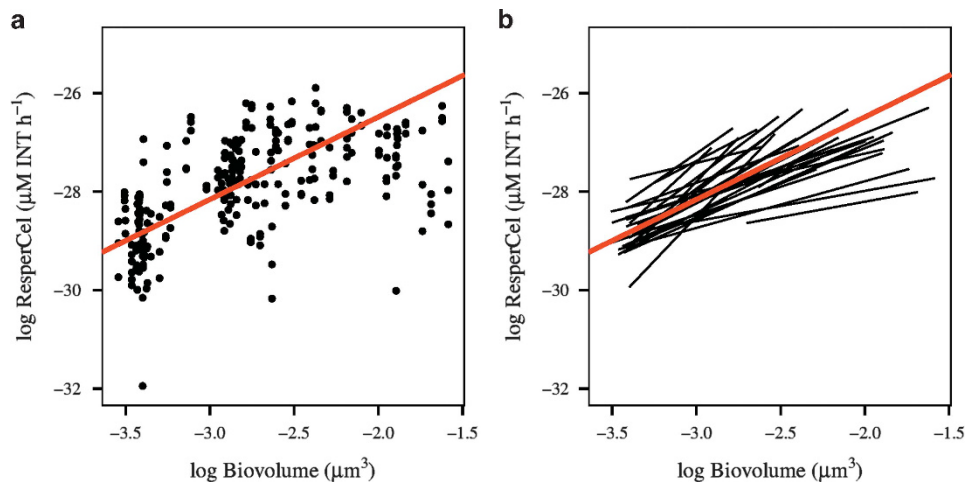 a
b
−26
−28
−30
−32
log ResperCel (μM INT h⁻¹)
−3.5 −3.0 −2.5 −2.0 −1.5
log Biovolume (μm³)
−26
−28
−30
−32
log ResperCel (μM INT h⁻¹)
−3.5 −3.0 −2.5 −2.0 −1.5
log Biovolume (μm³)